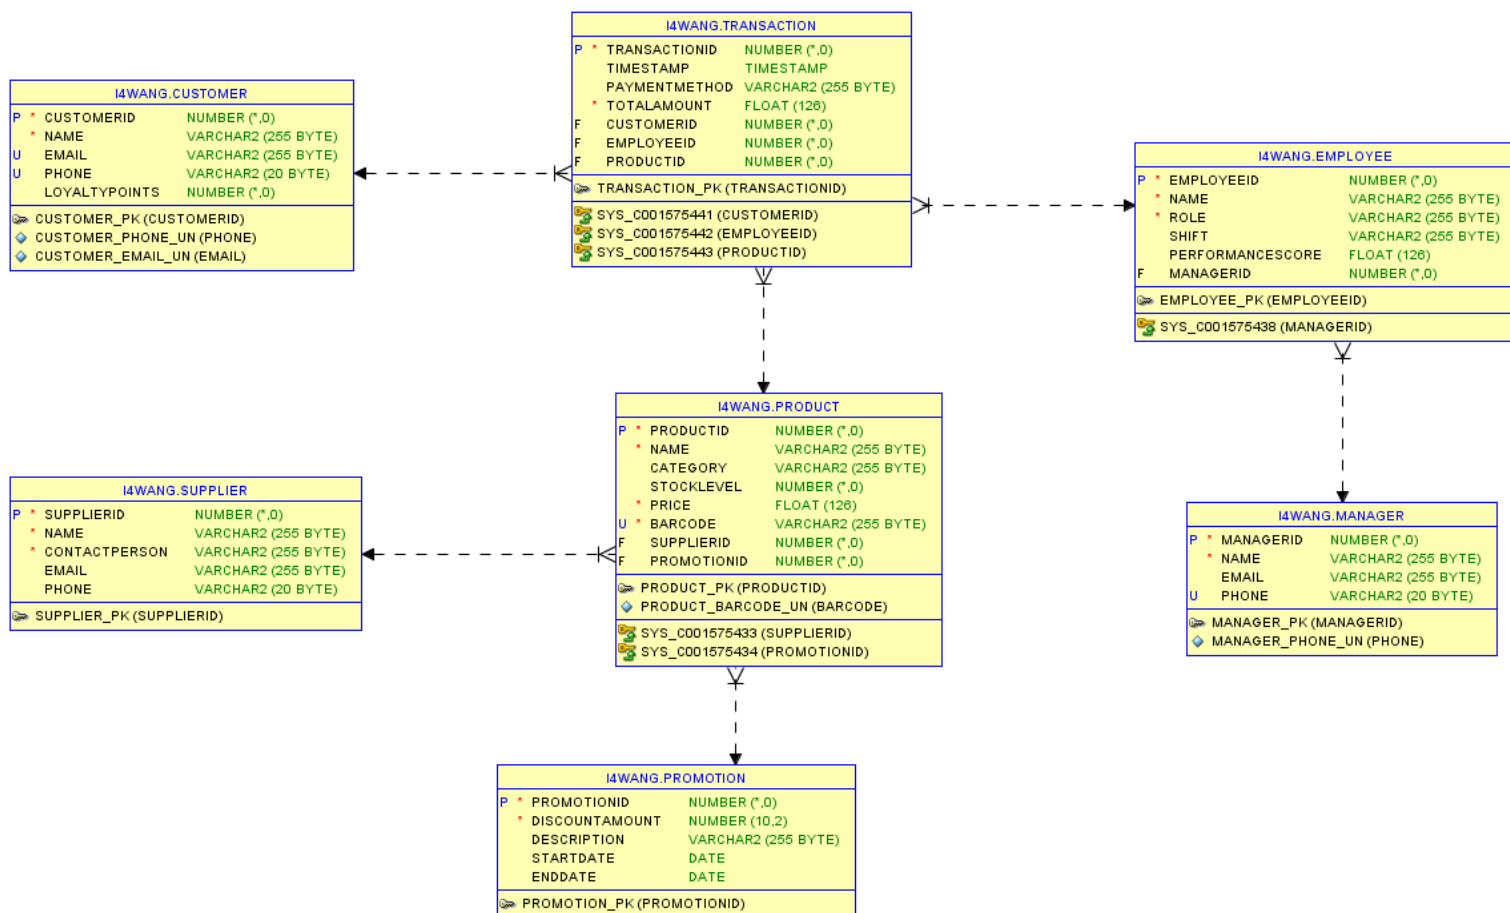 I4WANG.TRANSACTION
P * TRANSACTIONID NUMBER (*,0)
TIMESTAMP TIMESTAMP
PAYMENTMETHOD VARCHAR2 (255 BYTE)
* TOTALAMOUNT FLOAT (126)
F CUSTOMERID NUMBER (*,0)
F EMPLOYEEID NUMBER (*,0)
F PRODUCTID NUMBER (*,0)
TRANSACTION_PK (TRANSACTIONID)
SYS_C001575441 (CUSTOMERID)
SYS_C001575442 (EMPLOYEEID)
SYS_C001575443 (PRODUCTID)
I4WANG.CUSTOMER
P * CUSTOMERID NUMBER (*,0)
* NAME VARCHAR2 (255 BYTE)
U EMAIL VARCHAR2 (255 BYTE)
U PHONE VARCHAR2 (20 BYTE)
LOYALTYPOINTS NUMBER (*,0)
CUSTOMER_PK (CUSTOMERID)
CUSTOMER_PHONE_UN (PHONE)
CUSTOMER_EMAIL_UN (EMAIL)
I4WANG.EMPLOYEE
P * EMPLOYEEID NUMBER (*,0)
* NAME VARCHAR2 (255 BYTE)
* ROLE VARCHAR2 (255 BYTE)
SHIFT VARCHAR2 (255 BYTE)
PERFORMANCESCORE FLOAT (126)
F MANAGERID NUMBER (*,0)
EMPLOYEE_PK (EMPLOYEEID)
SYS_C001575438 (MANAGERID)
I4WANG.PRODUCT
P * PRODUCTID NUMBER (*,0)
* NAME VARCHAR2 (255 BYTE)
CATEGORY VARCHAR2 (255 BYTE)
STOCKLEVEL NUMBER (*,0)
* PRICE FLOAT (126)
U * BARCODE VARCHAR2 (255 BYTE)
F SUPPLIERID NUMBER (*,0)
F PROMOTIONID NUMBER (*,0)
PRODUCT_PK (PRODUCTID)
PRODUCT_BARCODE_UN (BARCODE)
SYS_C001575433 (SUPPLIERID)
SYS_C001575434 (PROMOTIONID)
I4WANG.SUPPLIER
P * SUPPLIERID NUMBER (*,0)
* NAME VARCHAR2 (255 BYTE)
* CONTACTPERSON VARCHAR2 (255 BYTE)
EMAIL VARCHAR2 (255 BYTE)
PHONE VARCHAR2 (20 BYTE)
SUPPLIER_PK (SUPPLIERID)
I4WANG.MANAGER
P * MANAGERID NUMBER (*,0)
* NAME VARCHAR2 (255 BYTE)
EMAIL VARCHAR2 (255 BYTE)
U PHONE VARCHAR2 (20 BYTE)
MANAGER_PK (MANAGERID)
MANAGER_PHONE_UN (PHONE)
I4WANG.PROMOTION
P * PROMOTIONID NUMBER (*,0)
* DISCOUNTAMOUNT NUMBER (10,2)
DESCRIPTION VARCHAR2 (255 BYTE)
STARTDATE DATE
ENDDATE DATE
PROMOTION_PK (PROMOTIONID)